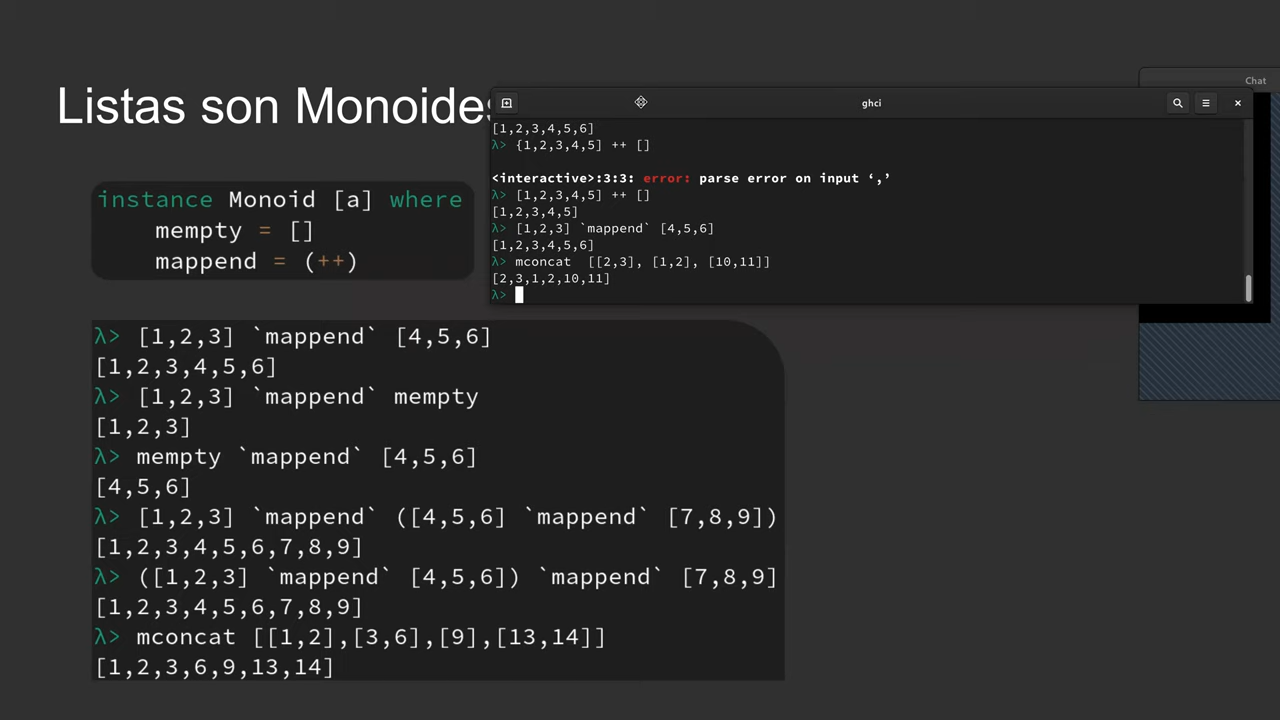 Listas son Monoides
instance Monoid [a] where
mempty = []
mappend = (++)
Chat
ghci
[1,2,3,4,5,6]
λ> {1,2,3,4,5] ++ []
<interactive>:3:3: error: parse error on input ‘,’
λ> [1,2,3,4,5] ++ []
[1,2,3,4,5]
λ> [1,2,3] `mappend` [4,5,6]
[1,2,3,4,5,6]
λ> mconcat  [[2,3], [1,2], [10,11]]
[2,3,1,2,10,11]
λ>
λ> [1,2,3] `mappend` [4,5,6]
[1,2,3,4,5,6]
λ> [1,2,3] `mappend` mempty
[1,2,3]
λ> mempty `mappend` [4,5,6]
[4,5,6]
λ> [1,2,3] `mappend` ([4,5,6] `mappend` [7,8,9])
[1,2,3,4,5,6,7,8,9]
λ> ([1,2,3] `mappend` [4,5,6]) `mappend` [7,8,9]
[1,2,3,4,5,6,7,8,9]
λ> mconcat [[1,2],[3,6],[9],[13,14]]
[1,2,3,6,9,13,14]